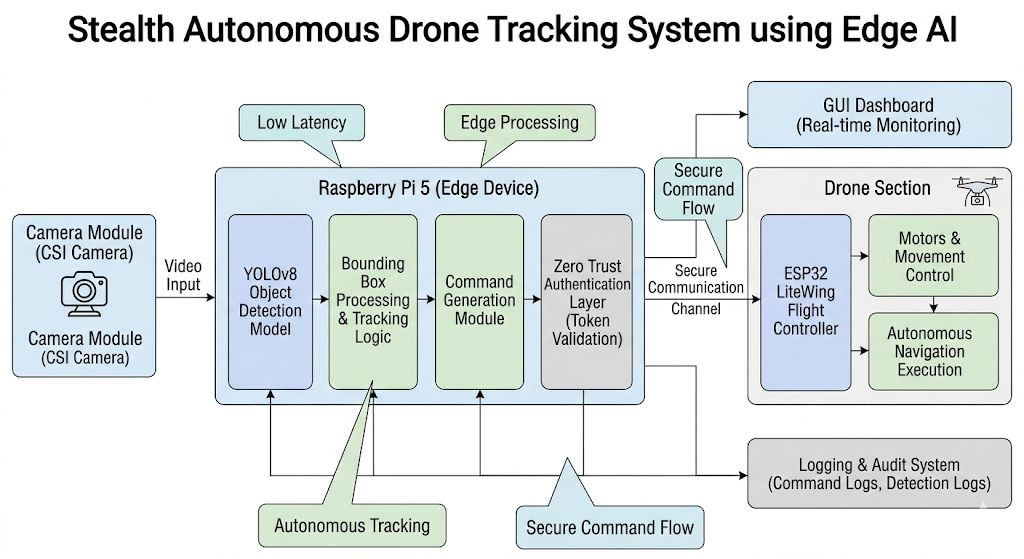 Stealth Autonomous Drone Tracking System using Edge AI
Low Latency
Edge Processing
GUI Dashboard
(Real-time Monitoring)
Secure
Command
Flow
Raspberry Pi 5 (Edge Device)
Drone Section
Camera Module
(CSI Camera)
Camera Module
(CSI Camera)
Video
Input
YOLOv8
Object
Detection
Model
Bounding
Box
Processing
& Tracking
Logic
Command
Generation
Module
Zero Trust
Authentication
Layer
(Token
Validation)
Secure
Communication
Channel
ESP32
LiteWing
Flight
Controller
Motors &
Movement
Control
Autonomous
Navigation
Execution
Logging & Audit System
(Command Logs, Detection Logs)
Autonomous Tracking
Secure Command Flow